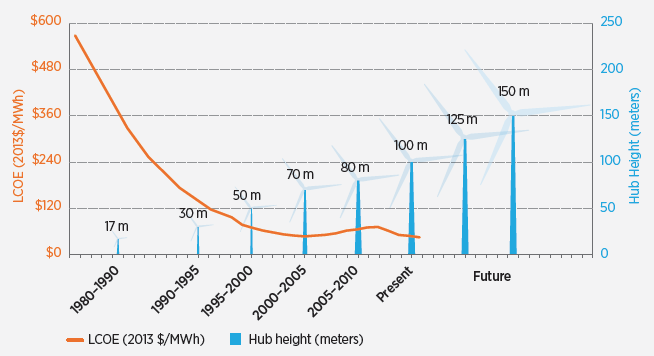 $600
$480
$360
$240
$120
$0
LCOE (2013$/MWh)
250
200
150
100
50
0
Hub Height (meters)
17 m
30 m
50 m
70 m
80 m
100 m
125 m
150 m
1980–1990
1990–1995
1995–2000
2000–2005
2005–2010
Present
Future
LCOE (2013 $/MWh)
Hub height (meters)